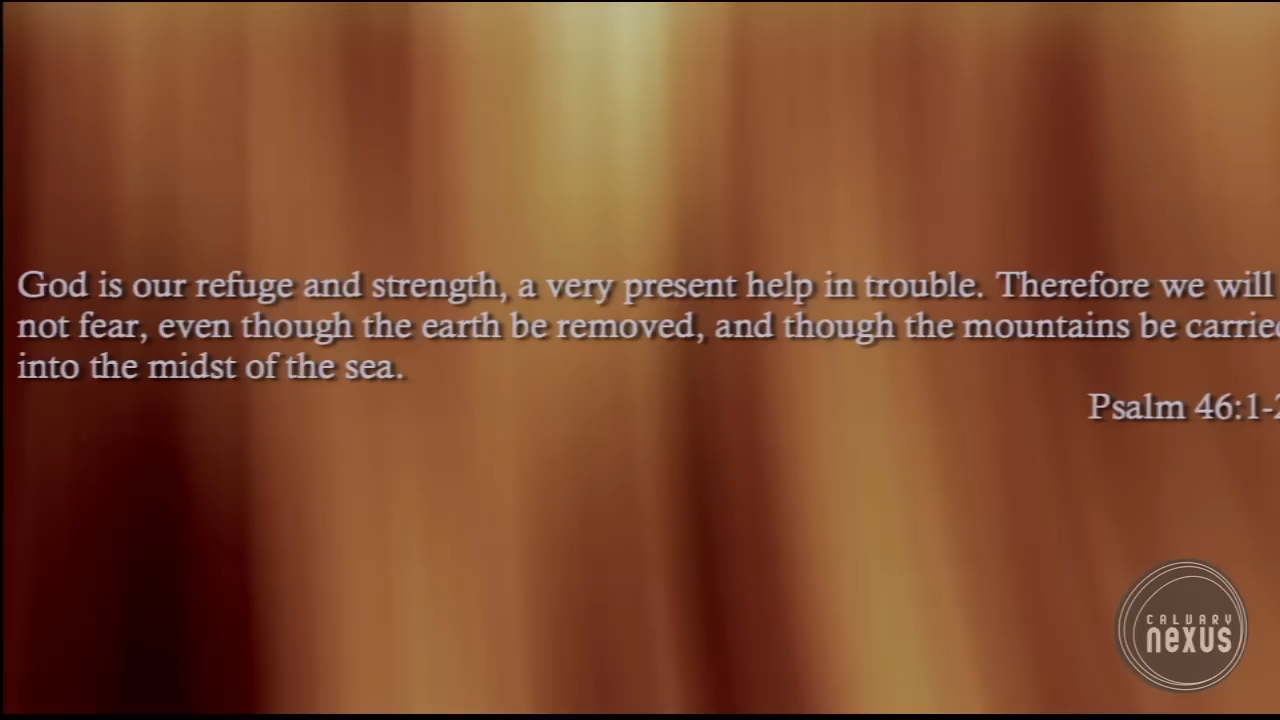 God is our refuge and strength, a very present help in trouble. Therefore we will
not fear, even though the earth be removed, and though the mountains be carried
into the midst of the sea.
Psalm 46:1-2
CALVARY
nexus